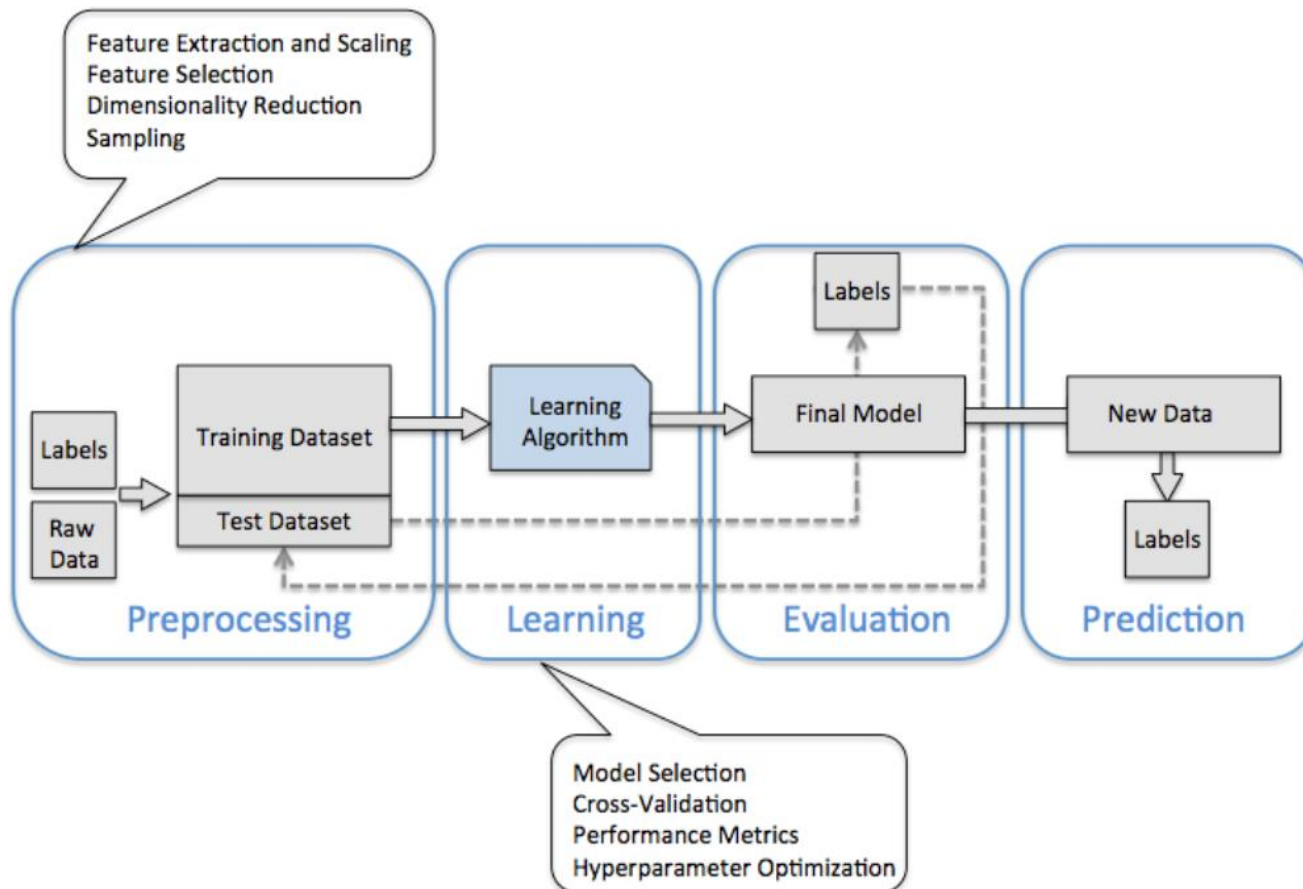 Feature Extraction and Scaling
Feature Selection
Dimensionality Reduction
Sampling
Labels
Raw
Data
Training Dataset
Test Dataset
Preprocessing
Learning
Algorithm
Learning
Labels
Final Model
Evaluation
New Data
Labels
Prediction
Model Selection
Cross-Validation
Performance Metrics
Hyperparameter Optimization